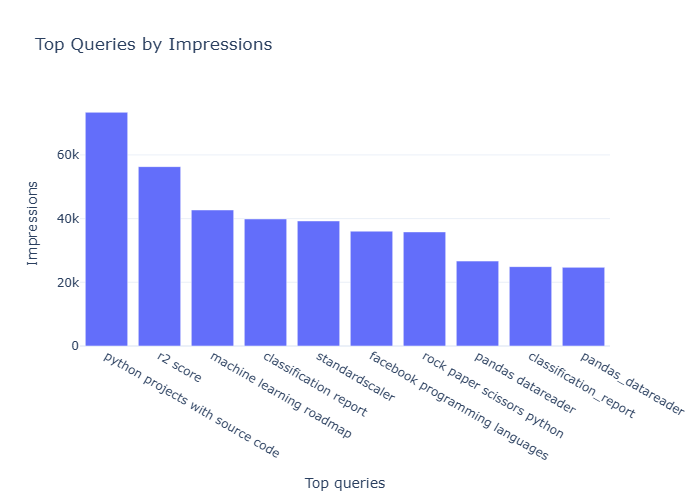 Top Queries by Impressions
Impressions
60k
40k
20k
0
python projects with source code
r2 score
machine learning roadmap
classification report
standardscaler
facebook programming languages
rock paper scissors python
pandas datareader
classification_report
pandas_datareader
Top queries